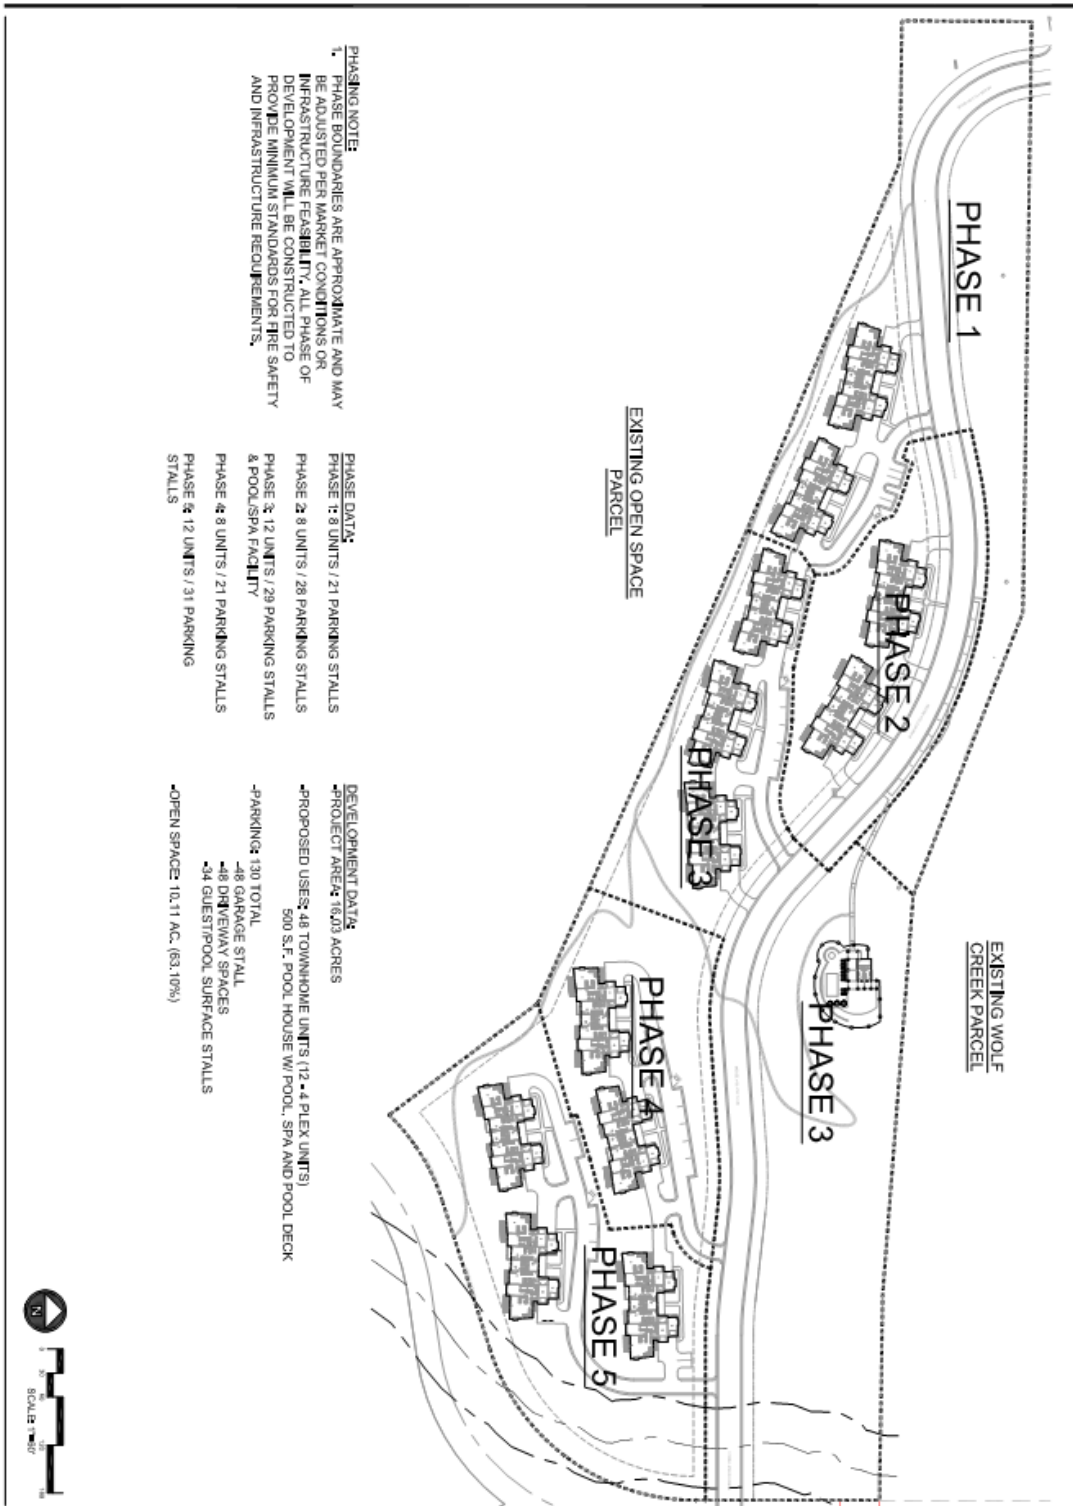 PHASING NOTE:
1. PHASE BOUNDARIES ARE APPROXIMATE AND MAY
BE ADJUSTED PER MARKET CONDITIONS OR
INFRASTRUCTURE FEASIBILITY. ALL PHASE OF
DEVELOPMENT WILL BE CONSTRUCTED TO
PROVIDE MINIMUM STANDARDS FOR FIRE SAFETY
AND INFRASTRUCTURE REQUIREMENTS.
PHASE DATA:
PHASE 1: 8 UNITS / 21 PARKING STALLS
PHASE 2: 8 UNITS / 28 PARKING STALLS
PHASE 3: 12 UNITS / 29 PARKING STALLS
& POOL/SPA FACILITY
PHASE 4: 8 UNITS / 21 PARKING STALLS
PHASE 5: 12 UNITS / 31 PARKING
STALLS
DEVELOPMENT DATA:
-PROJECT AREA: 16.03 ACRES
-PROPOSED USES: 48 TOWNHOME UNITS (12 - 4 PLEX UNITS)
500 S.F. POOL HOUSE W/ POOL, SPA AND POOL DECK
-PARKING: 130 TOTAL
-48 GARAGE STALL
-48 DRIVEWAY SPACES
-34 GUEST/POOL SURFACE STALLS
-OPEN SPACE: 10.11 AC. (63.10%)
PHASE 1
PHASE 2
PHASE 3
PHASE 3
PHASE 4
PHASE 5
EXISTING OPEN SPACE
PARCEL
EXISTING WOLF
CREEK PARCEL
N
SCALE: 1"=60'